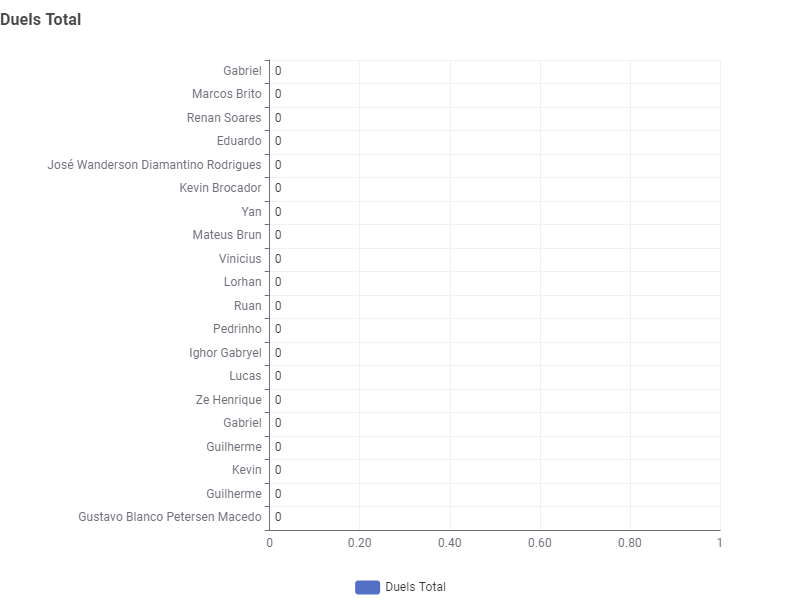 Duels Total
Gabriel 0
Marcos Brito 0
Renan Soares 0
Eduardo 0
José Wanderson Diamantino Rodrigues 0
Kevin Brocador 0
Yan 0
Mateus Brun 0
Vinicius 0
Lorhan 0
Ruan 0
Pedrinho 0
Ighor Gabryel 0
Lucas 0
Ze Henrique 0
Gabriel 0
Guilherme 0
Kevin 0
Guilherme 0
Gustavo Blanco Petersen Macedo 0
0 0.20 0.40 0.60 0.80 1
Duels Total